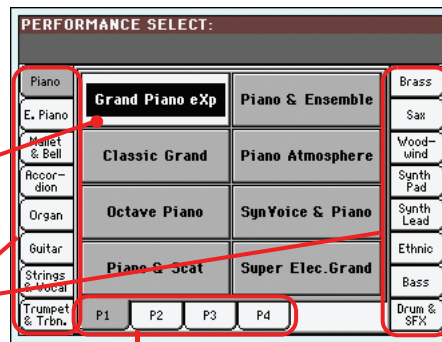 PERFORMANCE SELECT:
Piano
E. Piano
Mallet
& Bell
Accor-
dion
Organ
Guitar
Strings
& Vocal
Trumpet
& Trbn.
Grand Piano eXp
Piano & Ensemble
Classic Grand
Piano Atmosphere
Octave Piano
SynVoice & Piano
Piano & Scat
Super Elec.Grand
Brass
Sax
Wood-
wind
Synth
Pad
Synth
Lead
Ethnic
Bass
Drum &
SFX
P1
P2
P3
P4